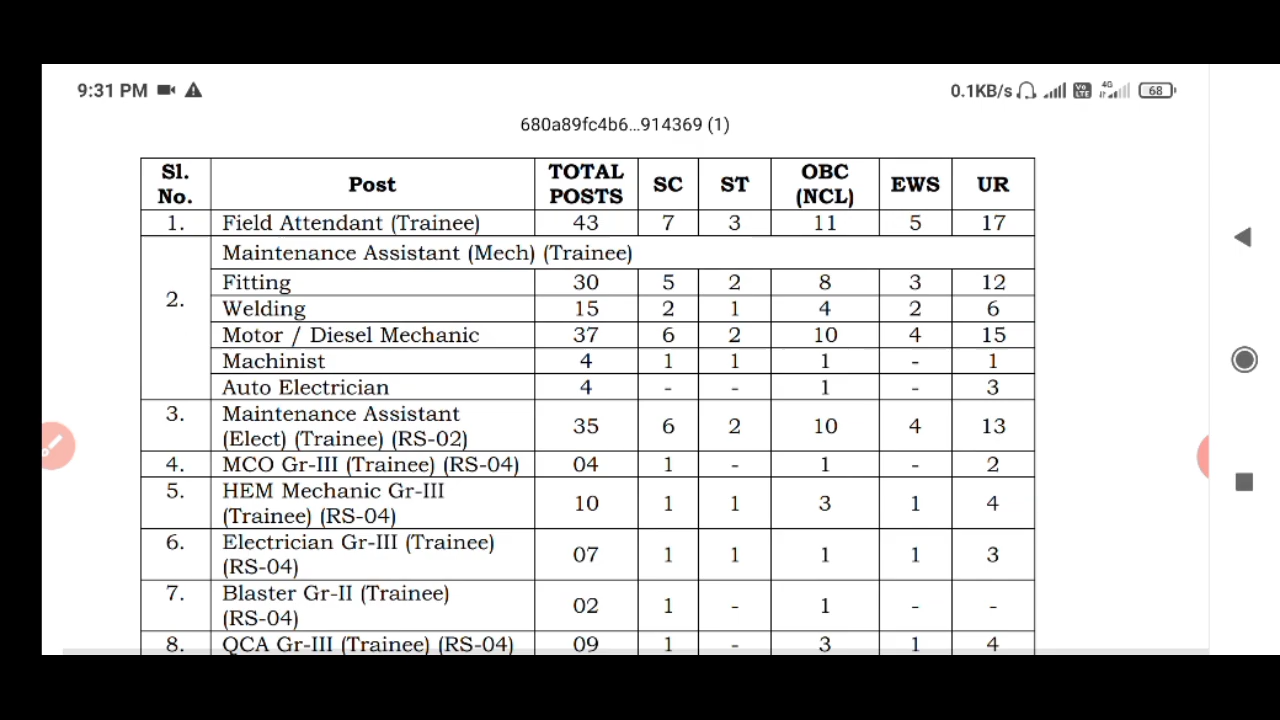 9:31 PM
0.1KB/s 4G 68
680a89fc4b6...914369 (1)
Sl. No. Post TOTAL POSTS SC ST OBC (NCL) EWS UR
1. Field Attendant (Trainee) 43 7 3 11 5 17
2. Maintenance Assistant (Mech) (Trainee)
Fitting 30 5 2 8 3 12
Welding 15 2 1 4 2 6
Motor / Diesel Mechanic 37 6 2 10 4 15
Machinist 4 1 1 1 - 1
Auto Electrician 4 - - 1 - 3
3. Maintenance Assistant
(Elect) (Trainee) (RS-02) 35 6 2 10 4 13
4. MCO Gr-III (Trainee) (RS-04) 04 1 - 1 - 2
5. HEM Mechanic Gr-III
(Trainee) (RS-04) 10 1 1 3 1 4
6. Electrician Gr-III (Trainee)
(RS-04) 07 1 1 1 1 3
7. Blaster Gr-II (Trainee)
(RS-04) 02 1 - 1 - -
8. QCA Gr-III (Trainee) (RS-04) 09 1 - 3 1 4